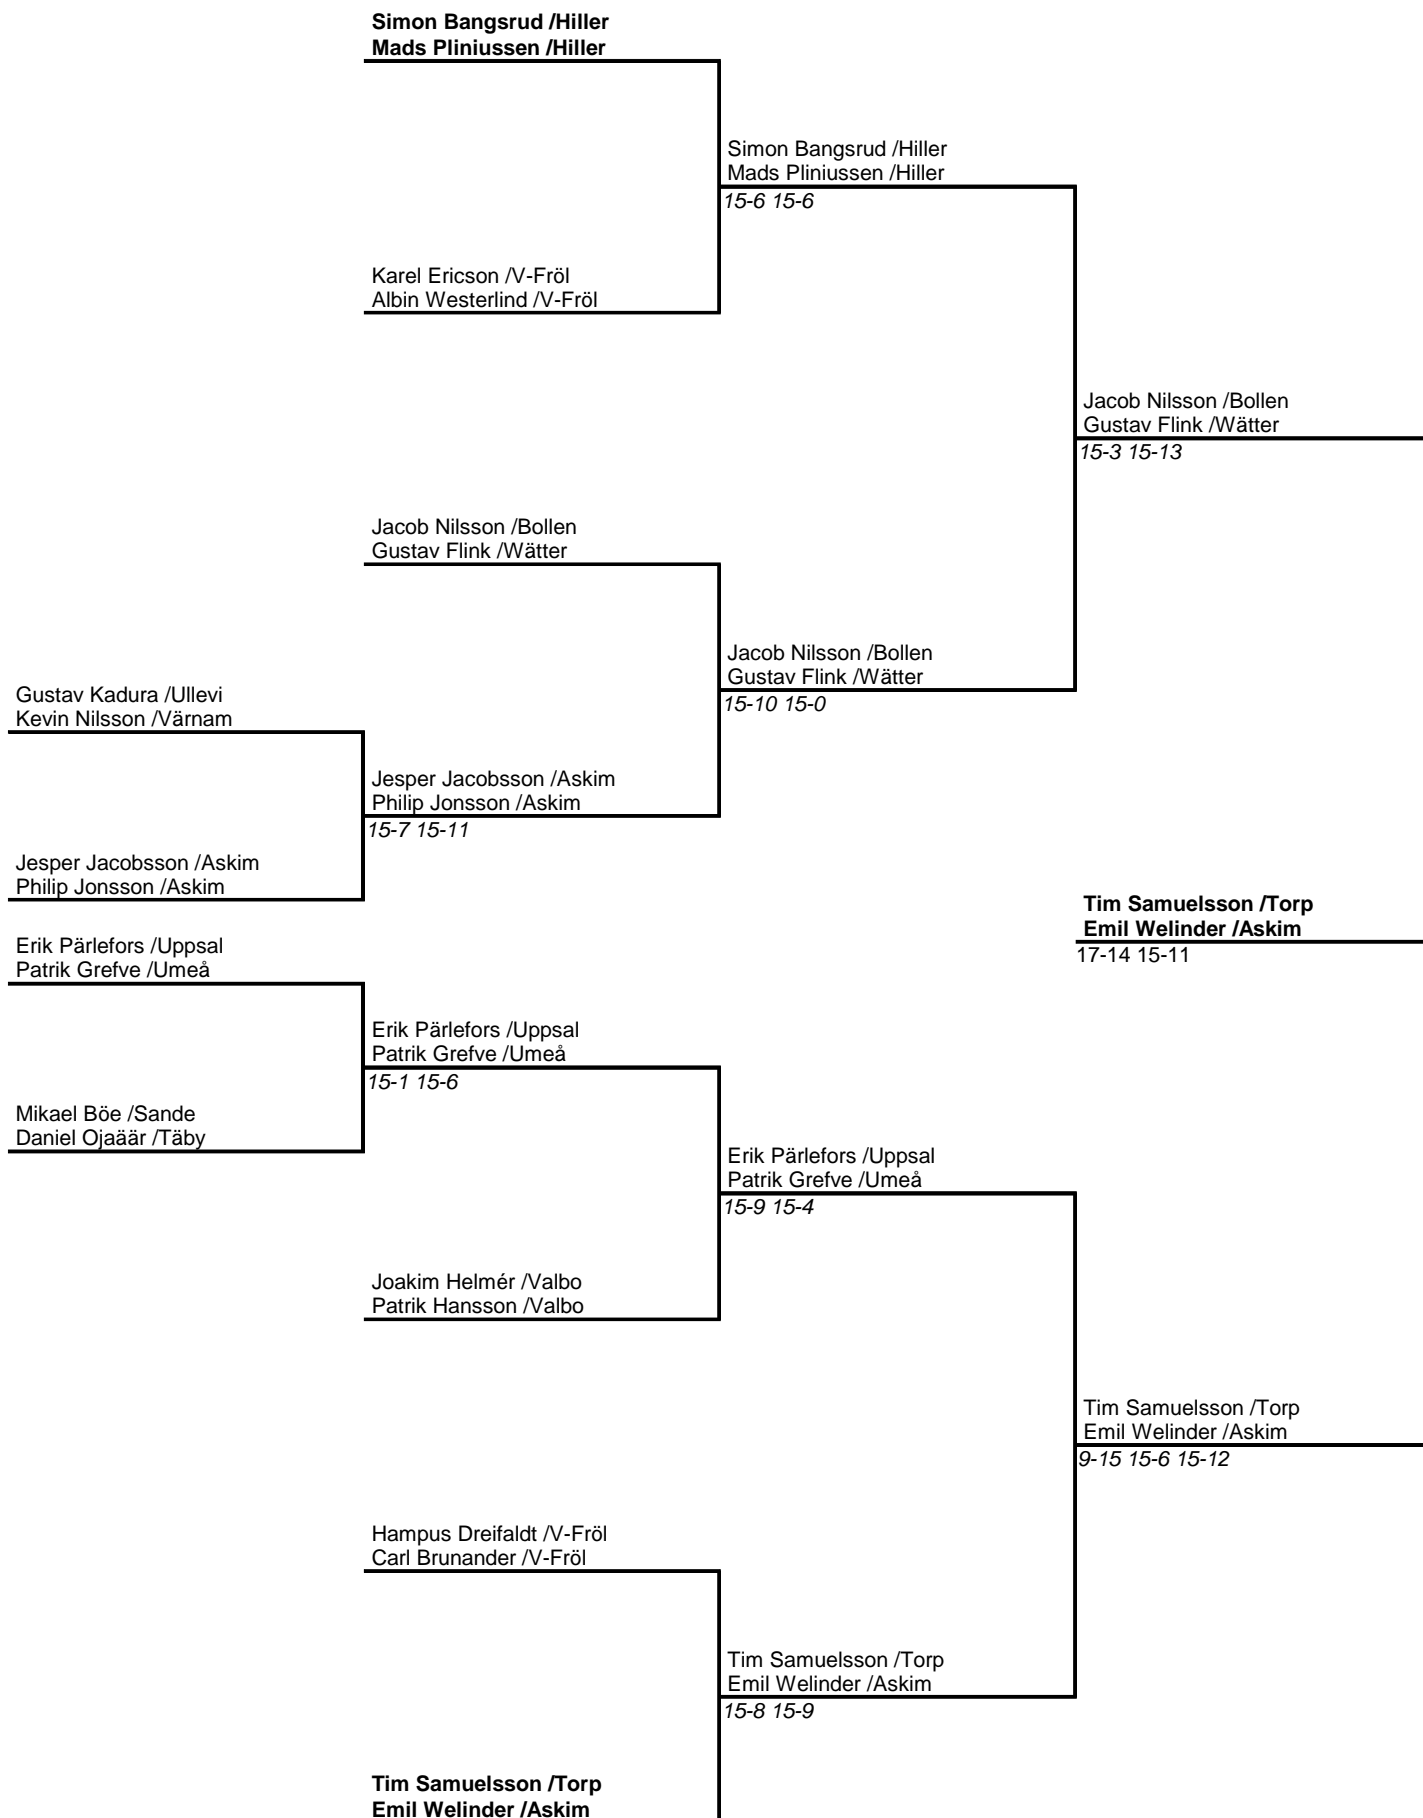 Simon Bangsrud /Hiller
Mads Pliniussen /Hiller
Simon Bangsrud /Hiller
Mads Pliniussen /Hiller
15-6 15-6
Karel Ericson /V-Fröl
Albin Westerlind /V-Fröl
Jacob Nilsson /Bollen
Gustav Flink /Wätter
15-3 15-13
Jacob Nilsson /Bollen
Gustav Flink /Wätter
Jacob Nilsson /Bollen
Gustav Flink /Wätter
15-10 15-0
Gustav Kadura /Ullevi
Kevin Nilsson /Värnam
Jesper Jacobsson /Askim
Philip Jonsson /Askim
15-7 15-11
Jesper Jacobsson /Askim
Philip Jonsson /Askim
Tim Samuelsson /Torp
Emil Welinder /Askim
17-14 15-11
Erik Pärlefors /Uppsal
Patrik Grefve /Umeå
Erik Pärlefors /Uppsal
Patrik Grefve /Umeå
15-1 15-6
Mikael Böe /Sande
Daniel Ojaäär /Täby
Erik Pärlefors /Uppsal
Patrik Grefve /Umeå
15-9 15-4
Joakim Helmér /Valbo
Patrik Hansson /Valbo
Tim Samuelsson /Torp
Emil Welinder /Askim
9-15 15-6 15-12
Hampus Dreifaldt /V-Fröl
Carl Brunander /V-Fröl
Tim Samuelsson /Torp
Emil Welinder /Askim
15-8 15-9
Tim Samuelsson /Torp
Emil Welinder /Askim